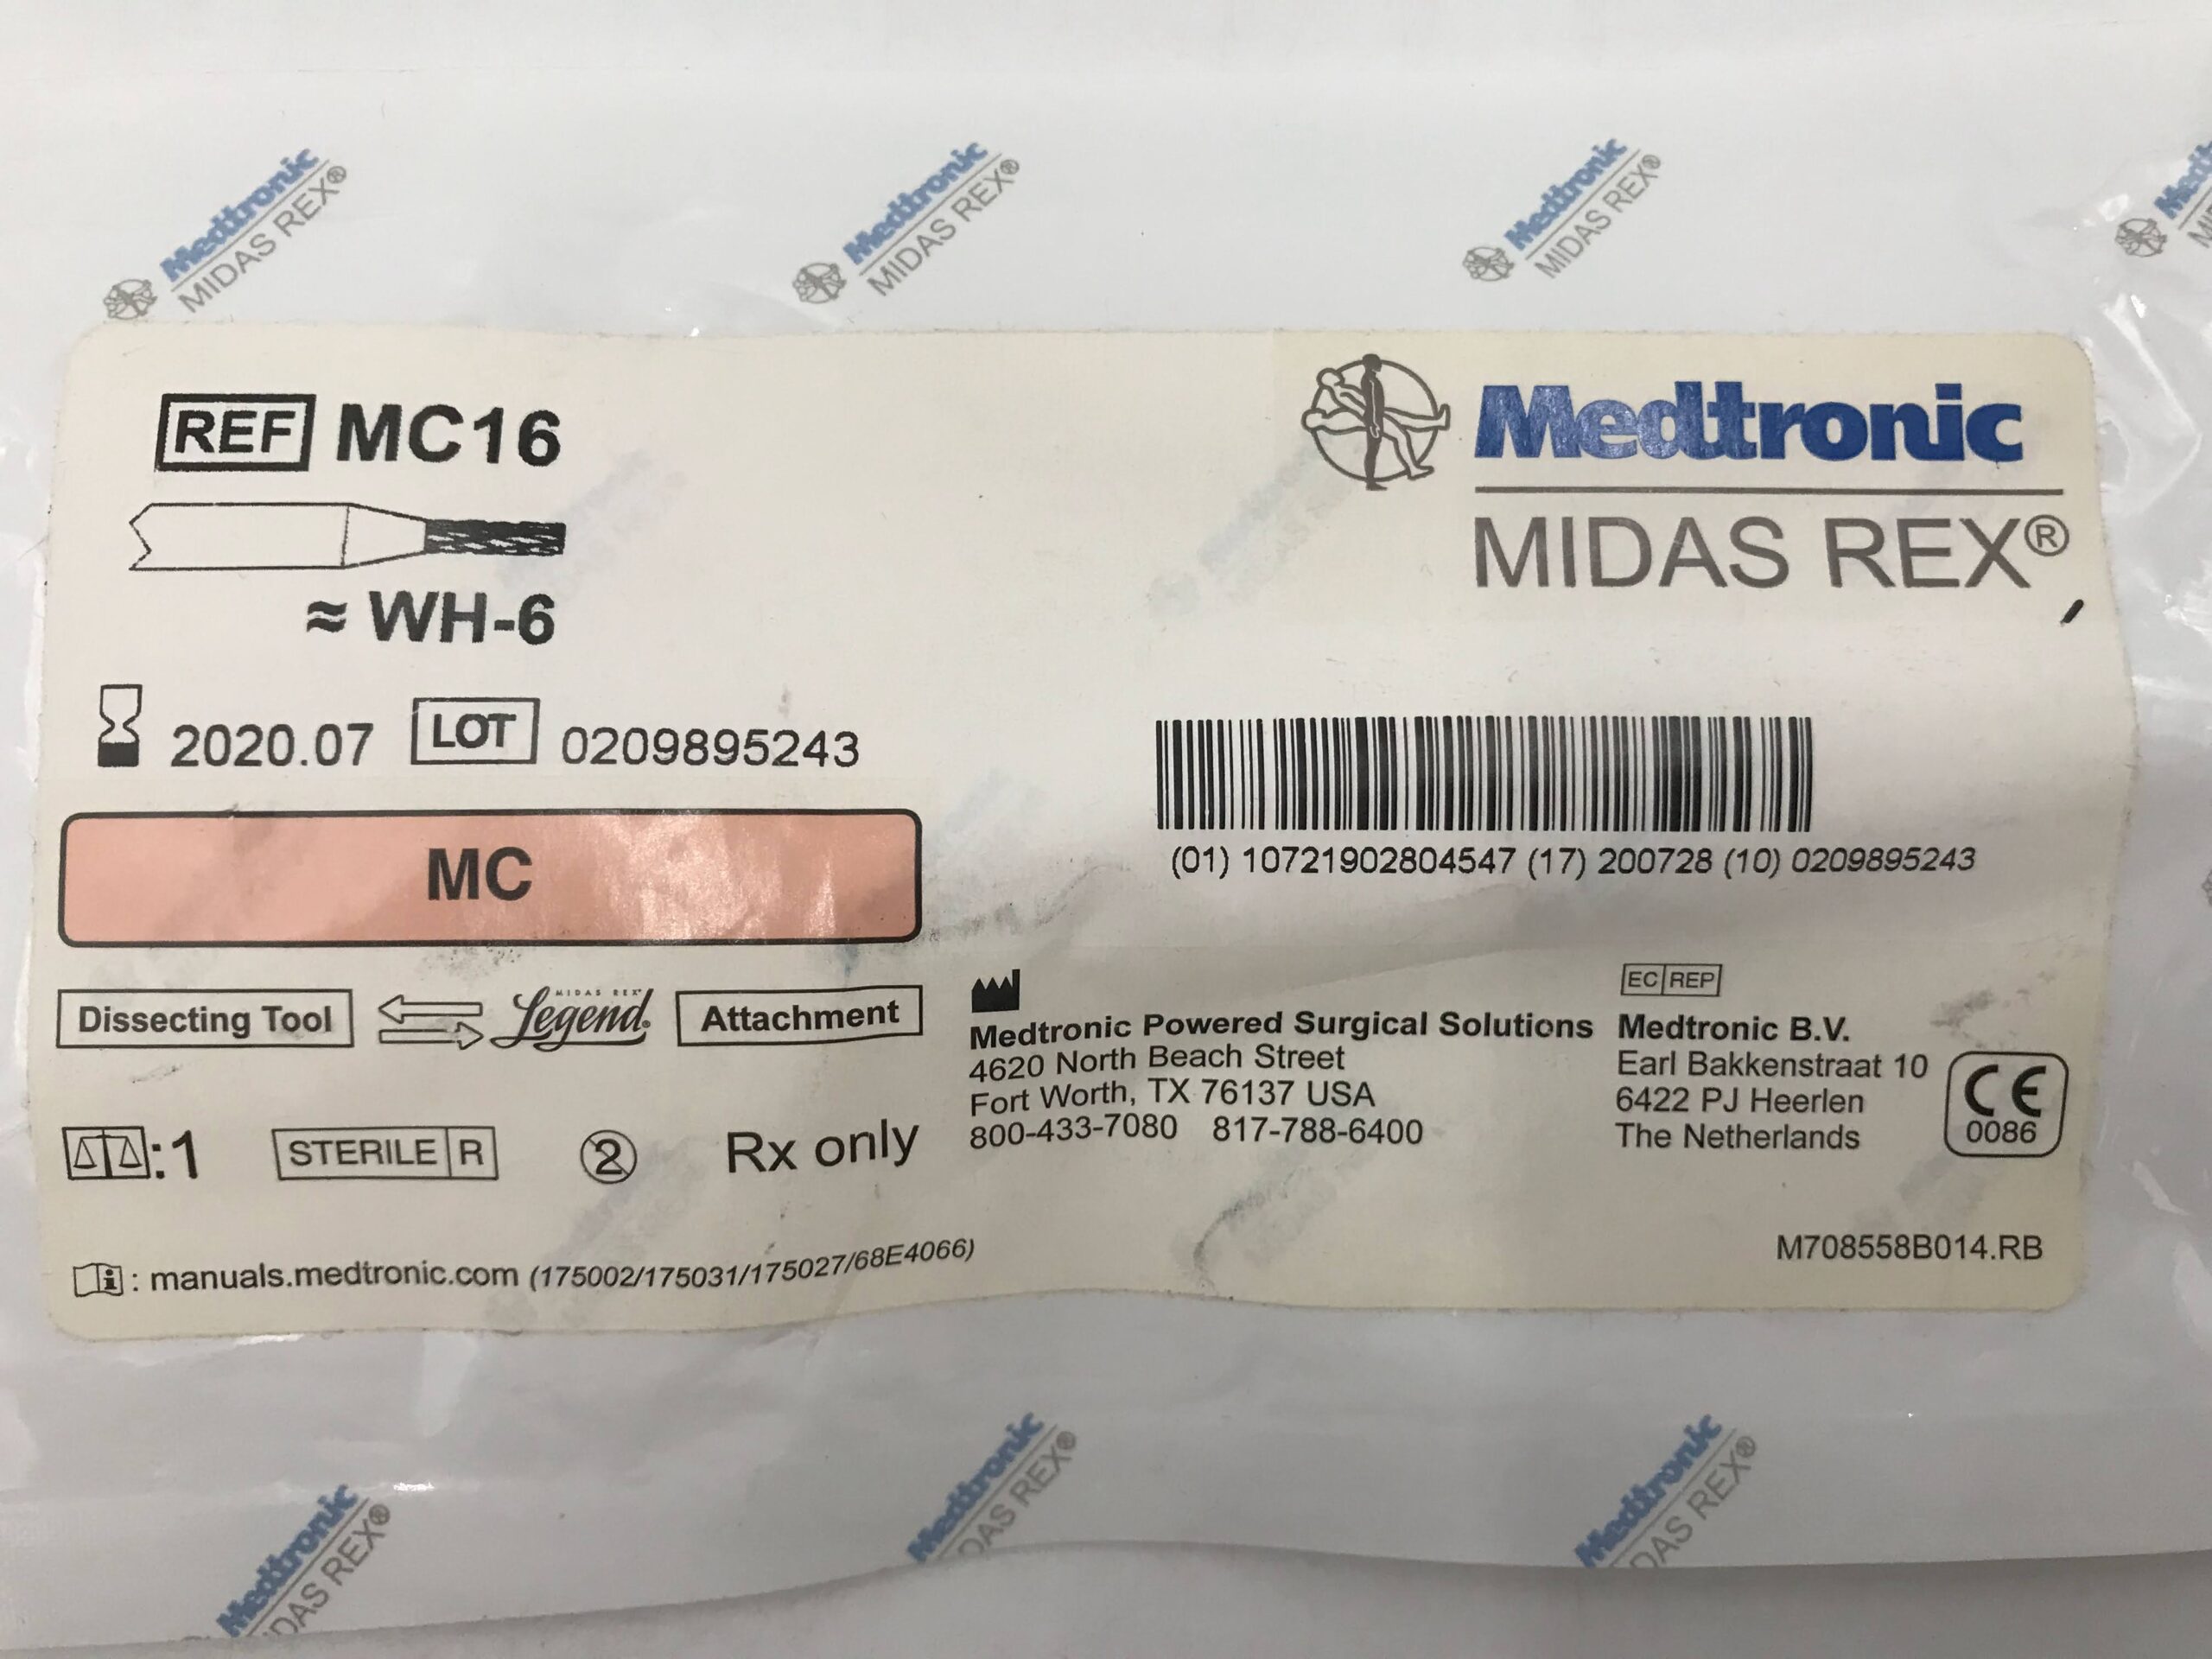 Medtronic
MIDAS REX®
Medtronic
MIDAS REX®
Medtronic
MIDAS REX®
REF MC16
≈ WH-6
2020.07 LOT 0209895243
MC
Dissecting Tool MIDAS REX Legend® Attachment
:1 STERILE R 2 Rx only
: manuals.medtronic.com (175002/175031/175027/68E4066)
Medtronic
MIDAS REX®
(01) 10721902804547 (17) 200728 (10) 0209895243
Medtronic Powered Surgical Solutions
4620 North Beach Street
Fort Worth, TX 76137 USA
800-433-7080 817-788-6400
EC REP
Medtronic B.V.
Earl Bakkenstraat 10
6422 PJ Heerlen
The Netherlands
CE
0086
M708558B014.RB
Medtronic
DAS REX®
Medtronic
DAS REX®
Medtronic
DAS REX®